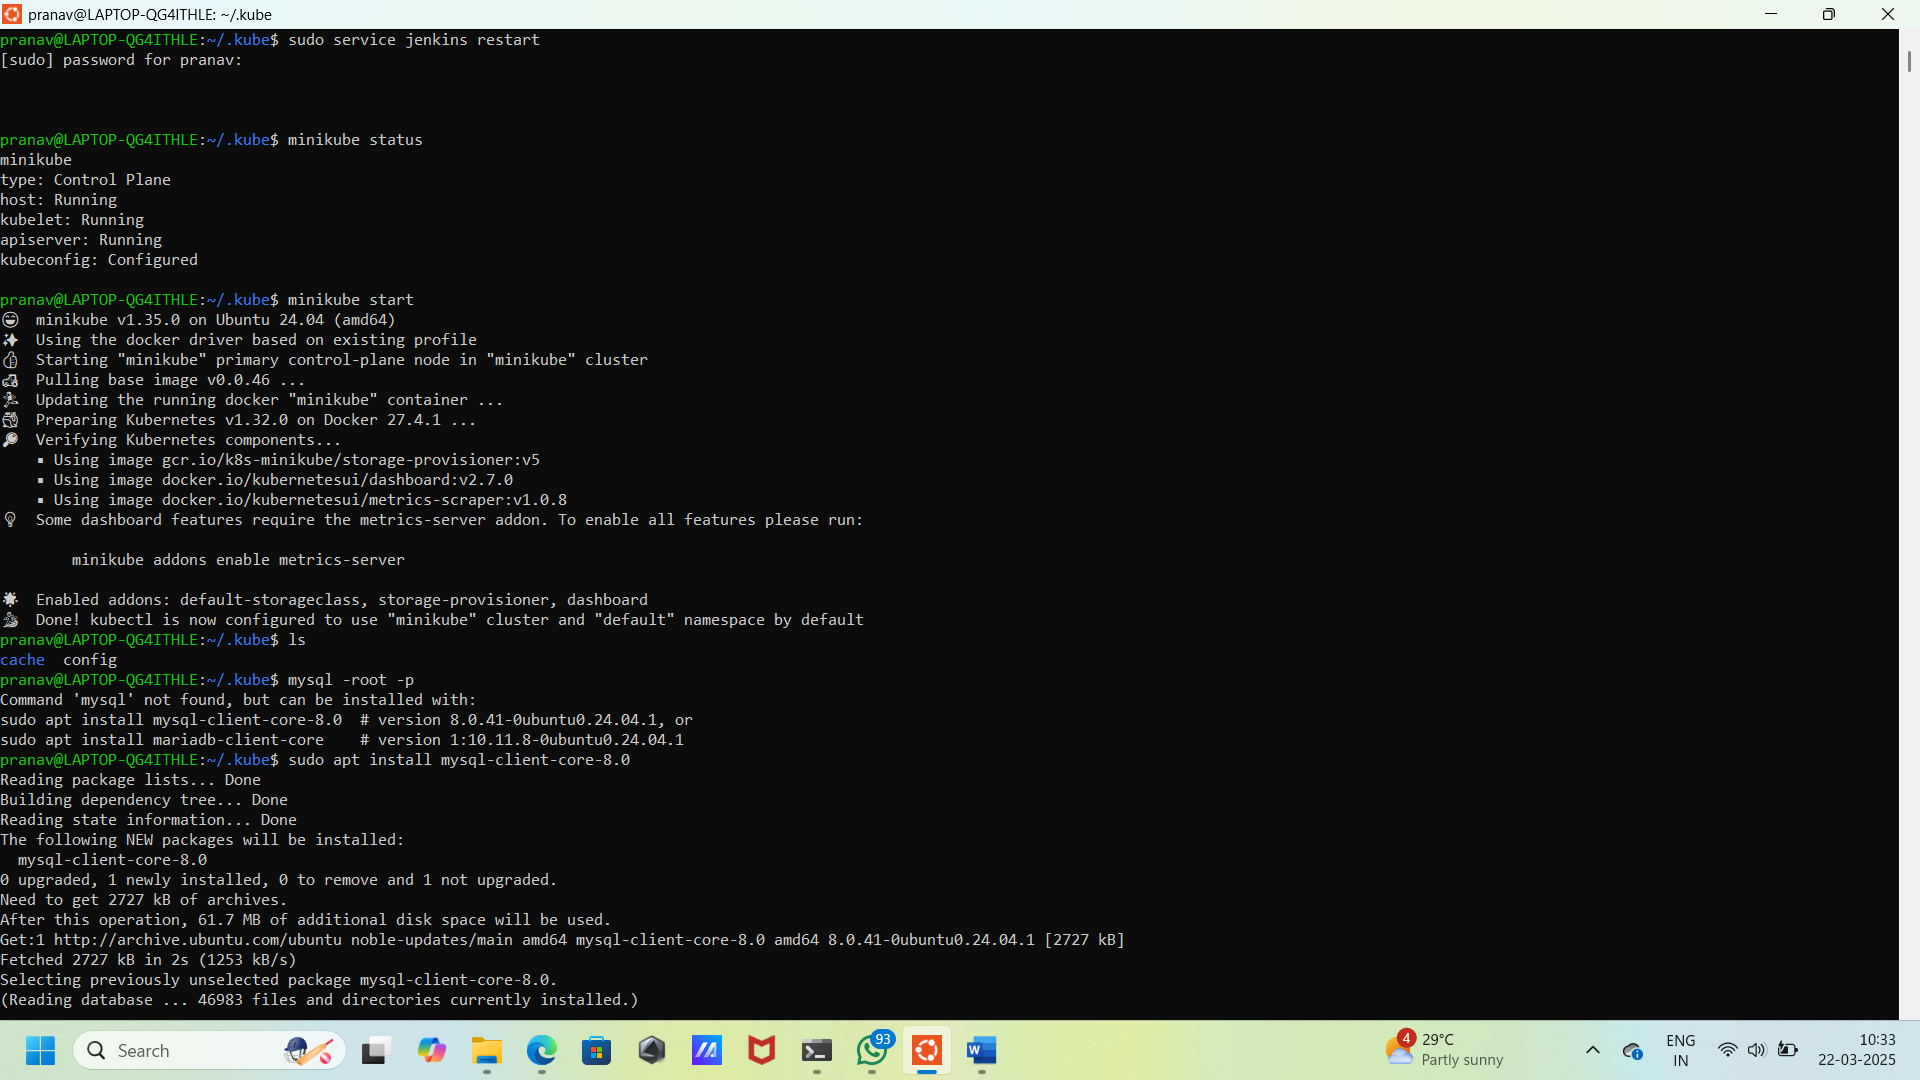 pranav@LAPTOP-QG4ITHLE: ~/.kube
pranav@LAPTOP-QG4ITHLE:~/.kube$ sudo service jenkins restart
[sudo] password for pranav:
pranav@LAPTOP-QG4ITHLE:~/.kube$ minikube status
minikube
type: Control Plane
host: Running
kubelet: Running
apiserver: Running
kubeconfig: Configured
pranav@LAPTOP-QG4ITHLE:~/.kube$ minikube start
minikube v1.35.0 on Ubuntu 24.04 (amd64)
Using the docker driver based on existing profile
Starting "minikube" primary control-plane node in "minikube" cluster
Pulling base image v0.0.46 ...
Updating the running docker "minikube" container ...
Preparing Kubernetes v1.32.0 on Docker 27.4.1 ...
Verifying Kubernetes components...
▪ Using image gcr.io/k8s-minikube/storage-provisioner:v5
▪ Using image docker.io/kubernetesui/dashboard:v2.7.0
▪ Using image docker.io/kubernetesui/metrics-scraper:v1.0.8
Some dashboard features require the metrics-server addon. To enable all features please run:
minikube addons enable metrics-server
Enabled addons: default-storageclass, storage-provisioner, dashboard
Done! kubectl is now configured to use "minikube" cluster and "default" namespace by default
pranav@LAPTOP-QG4ITHLE:~/.kube$ ls
cache  config
pranav@LAPTOP-QG4ITHLE:~/.kube$ mysql -root -p
Command 'mysql' not found, but can be installed with:
sudo apt install mysql-client-core-8.0  # version 8.0.41-0ubuntu0.24.04.1, or
sudo apt install mariadb-client-core    # version 1:10.11.8-0ubuntu0.24.04.1
pranav@LAPTOP-QG4ITHLE:~/.kube$ sudo apt install mysql-client-core-8.0
Reading package lists... Done
Building dependency tree... Done
Reading state information... Done
The following NEW packages will be installed:
mysql-client-core-8.0
0 upgraded, 1 newly installed, 0 to remove and 1 not upgraded.
Need to get 2727 kB of archives.
After this operation, 61.7 MB of additional disk space will be used.
Get:1 http://archive.ubuntu.com/ubuntu noble-updates/main amd64 mysql-client-core-8.0 amd64 8.0.41-0ubuntu0.24.04.1 [2727 kB]
Fetched 2727 kB in 2s (1253 kB/s)
Selecting previously unselected package mysql-client-core-8.0.
(Reading database ... 46983 files and directories currently installed.)
Search
93
4
29°C
Partly sunny
ENG
IN
10:33
22-03-2025